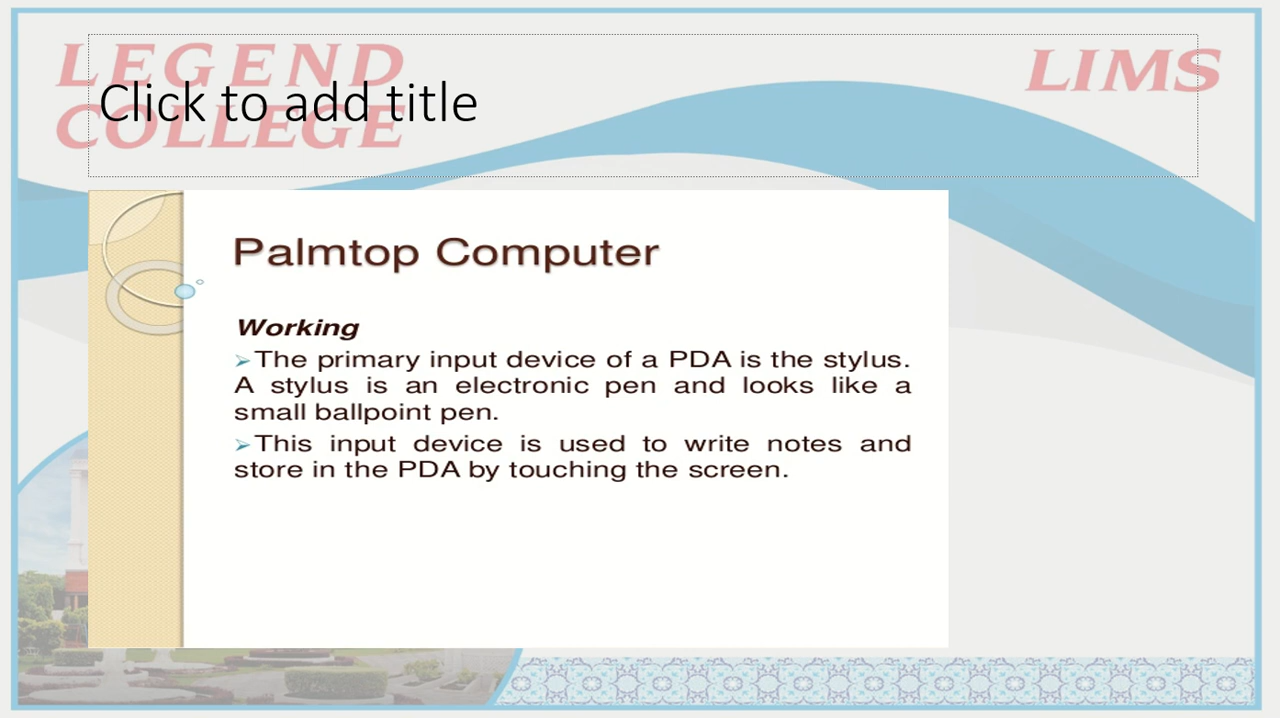 LEGEND
COLLEGE
LIMS
Click to add title
Palmtop Computer
Working
➢The primary input device of a PDA is the stylus.
A stylus is an electronic pen and looks like a
small ballpoint pen.
➢This input device is used to write notes and
store in the PDA by touching the screen.